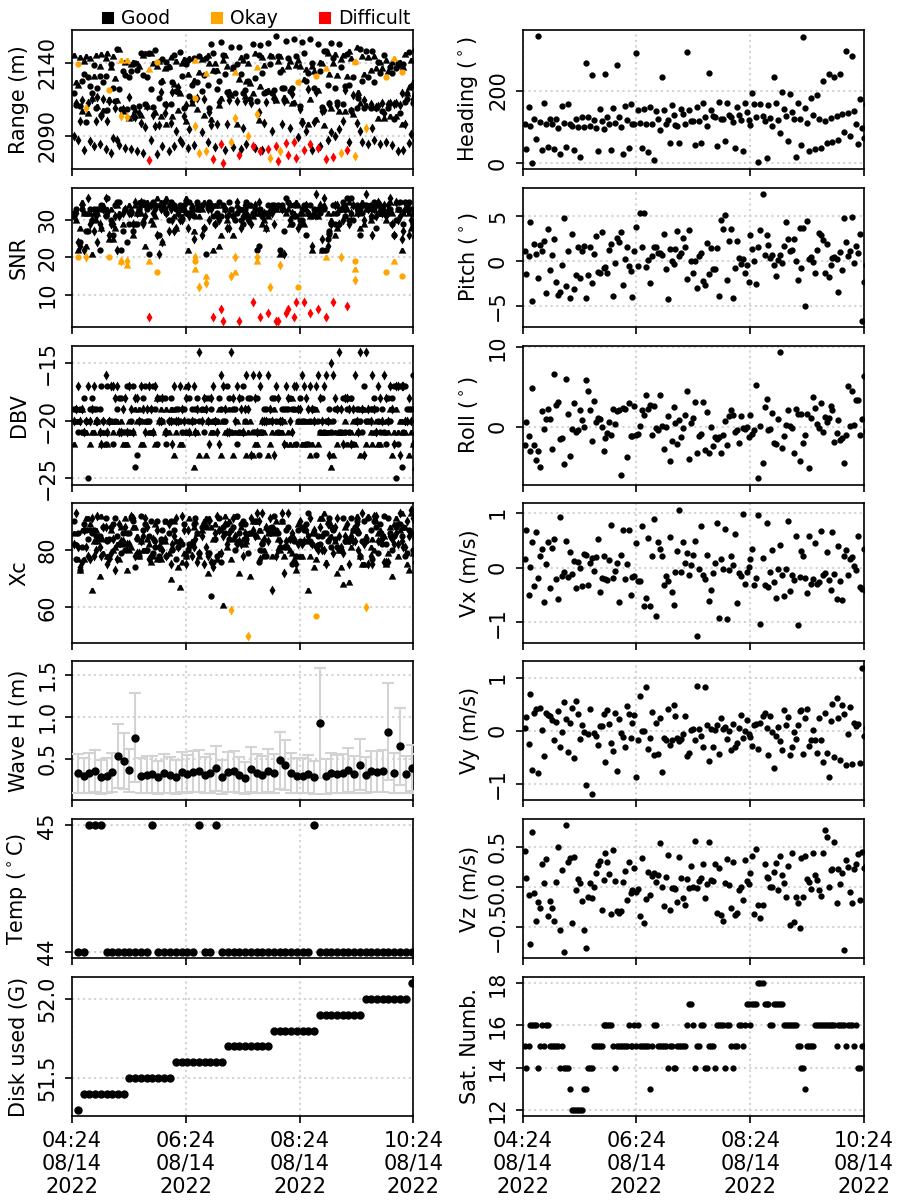 Good Okay Difficult
Range (m)
2140
2090
Heading (°)
200
0
SNR
30
20
10
Pitch (°)
5
0
−5
DBV
−15
−20
−25
Roll (°)
10
0
Xc
80
60
Vx (m/s)
1
0
−1
Wave H (m)
1.5
1.0
0.5
Vy (m/s)
1
0
−1
Temp (°C)
45
44
Vz (m/s)
0.5
0.0
−0.5
Disk used (G)
52.0
51.5
Sat. Numb.
18
16
14
12
04:24 06:24 08:24 10:24 04:24 06:24 08:24 10:24
08/14 08/14 08/14 08/14 08/14 08/14 08/14 08/14
2022 2022 2022 2022 2022 2022 2022 2022